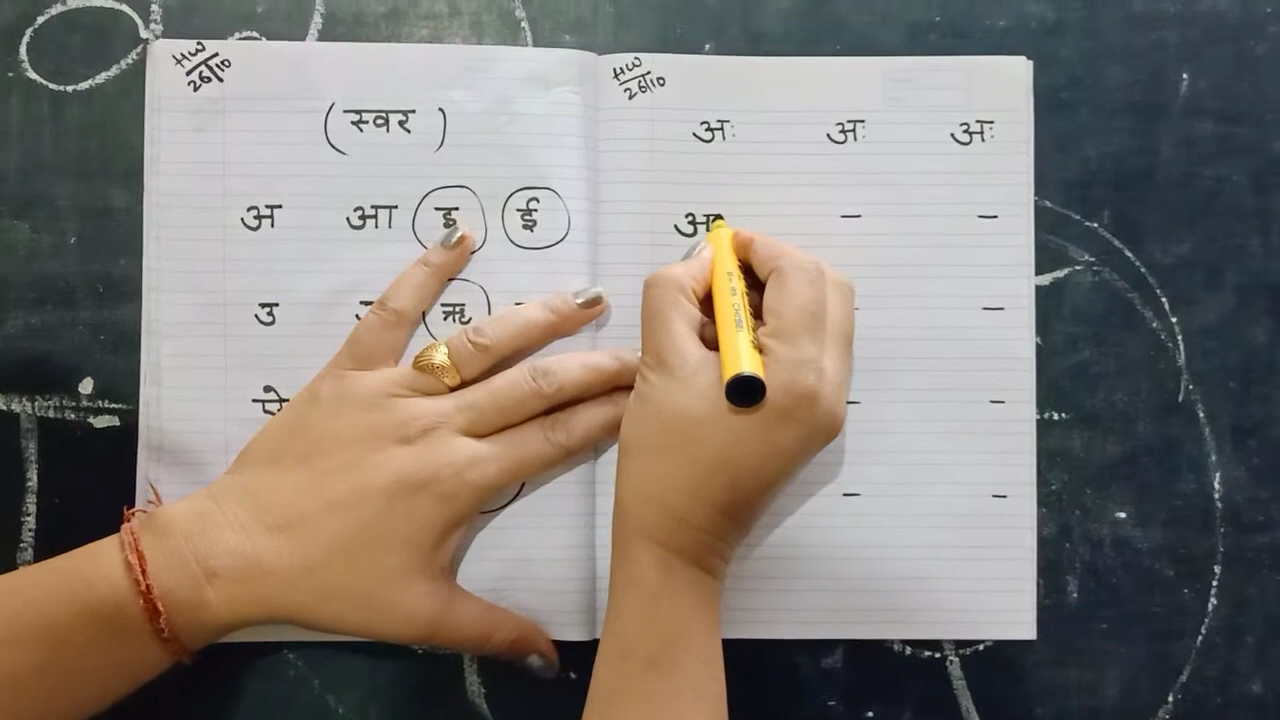 HW
26/10
(स्वर)
अ आ इ ई
उ ऋ
ऐ
HW
26/10
अः अः अः
अ - -
-
- -
- -